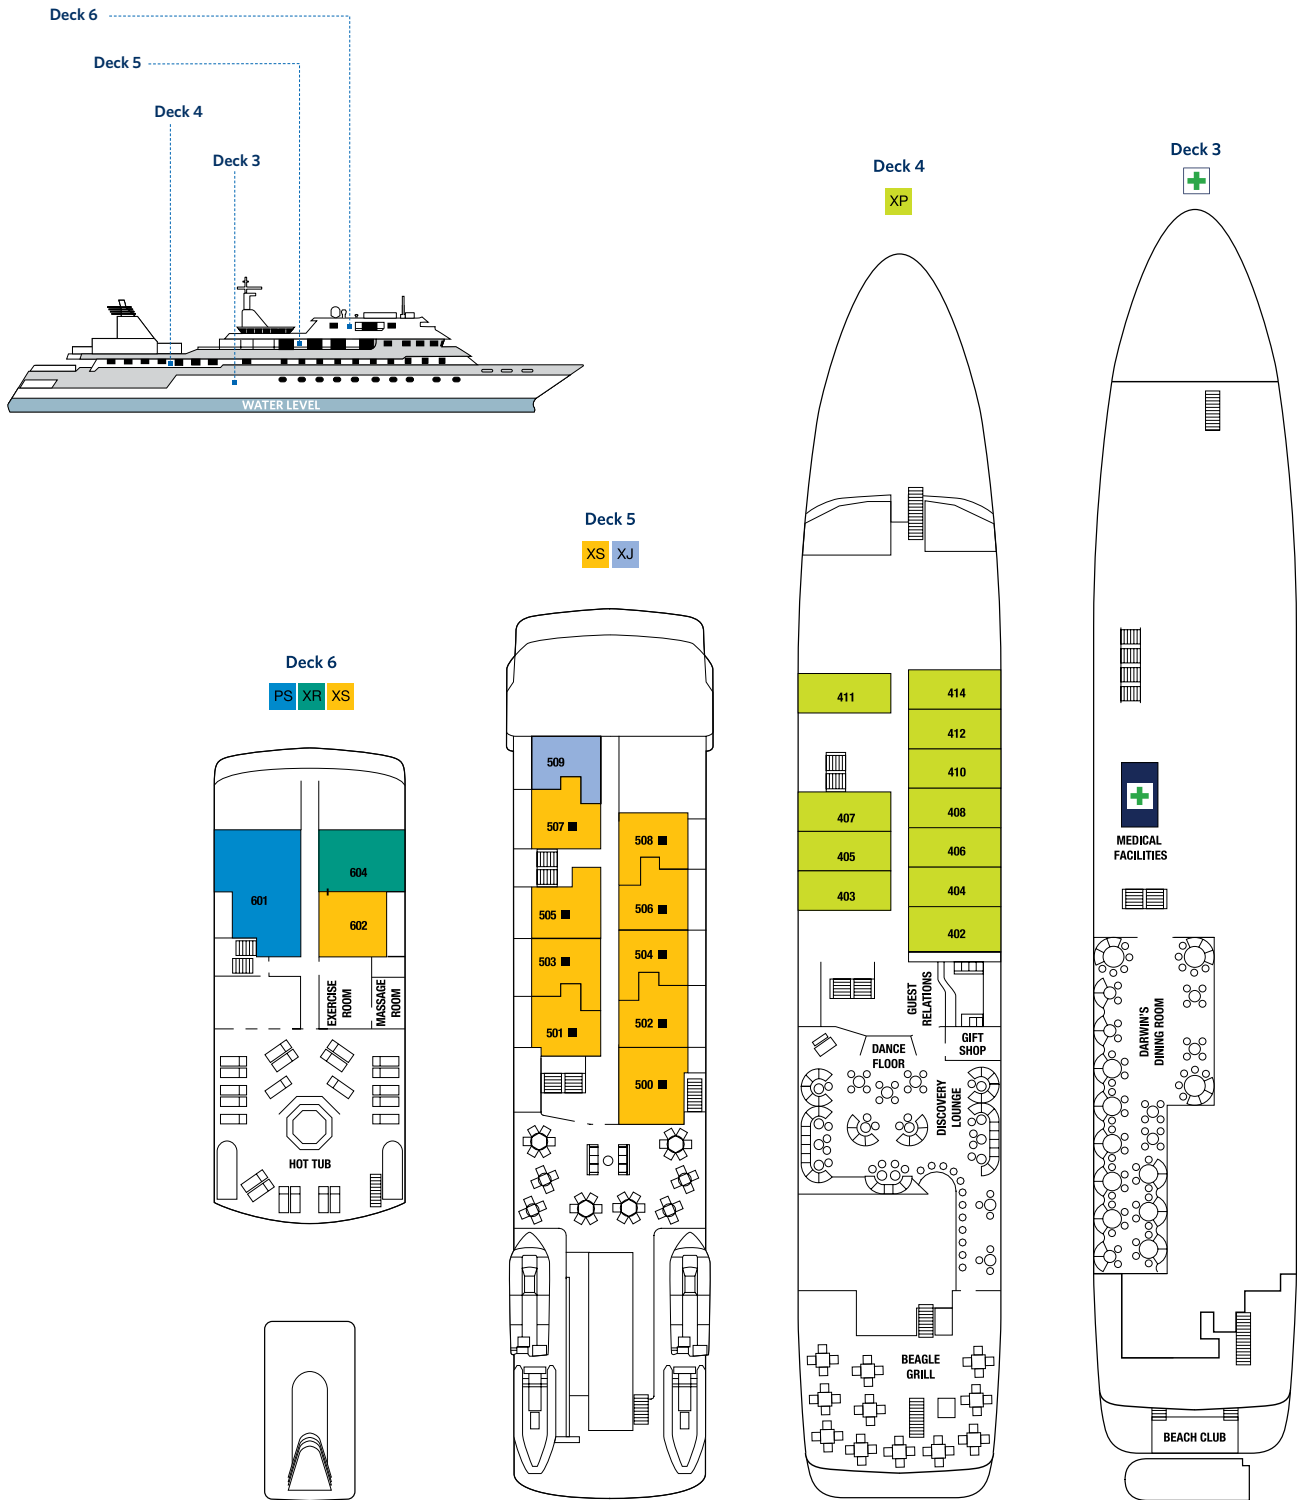 Deck 6
Deck 5
Deck 4
Deck 3
WATER LEVEL
Deck 6
PS XR XS
601
604
602
EXERCISE
ROOM
MASSAGE
ROOM
HOT TUB
Deck 5
XS XJ
509
507
508
505
506
503
504
501
502
500
Deck 4
XP
411
414
412
410
407
408
405
406
403
404
402
GUEST
RELATIONS
GIFT
SHOP
DANCE
FLOOR
DISCOVERY
LOUNGE
BEAGLE
GRILL
Deck 3
MEDICAL
FACILITIES
DARWIN'S
DINING ROOM
BEACH CLUB